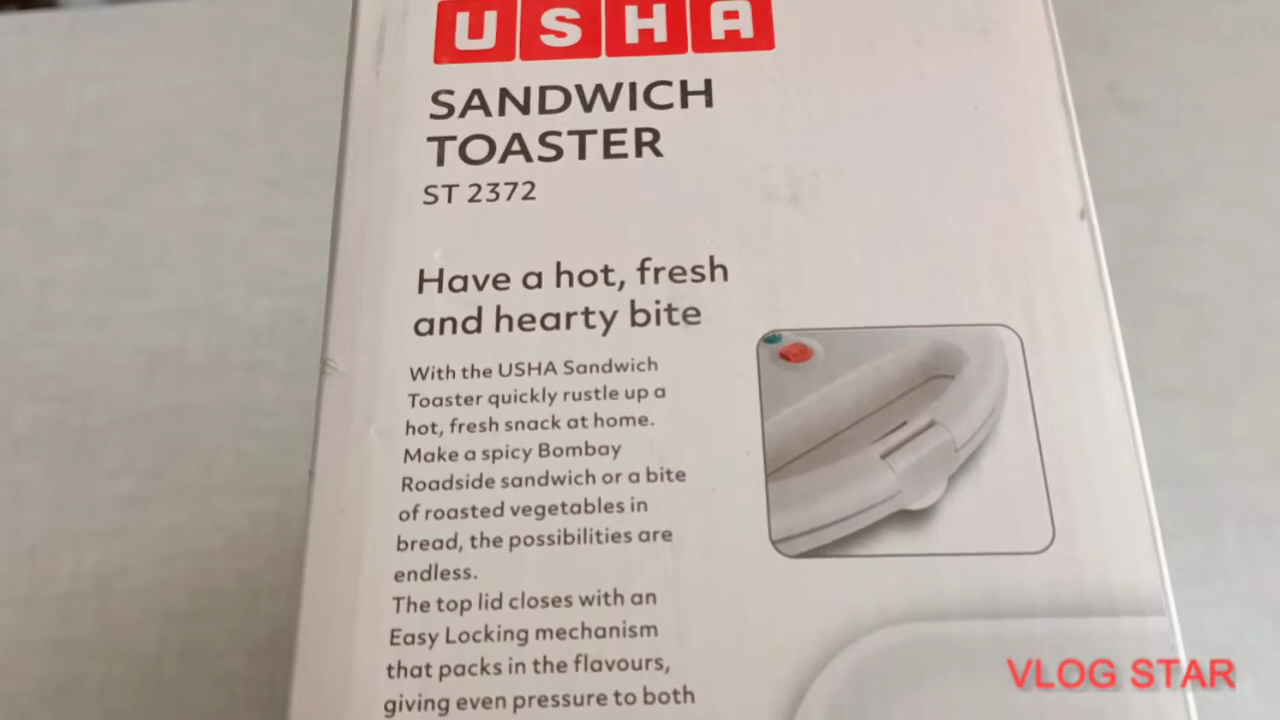 USHA
SANDWICH
TOASTER
ST 2372
Have a hot, fresh
and hearty bite
With the USHA Sandwich
Toaster quickly rustle up a
hot, fresh snack at home.
Make a spicy Bombay
Roadside sandwich or a bite
of roasted vegetables in
bread, the possibilities are
endless.
The top lid closes with an
Easy Locking mechanism
that packs in the flavours,
giving even pressure to both
VLOG STAR